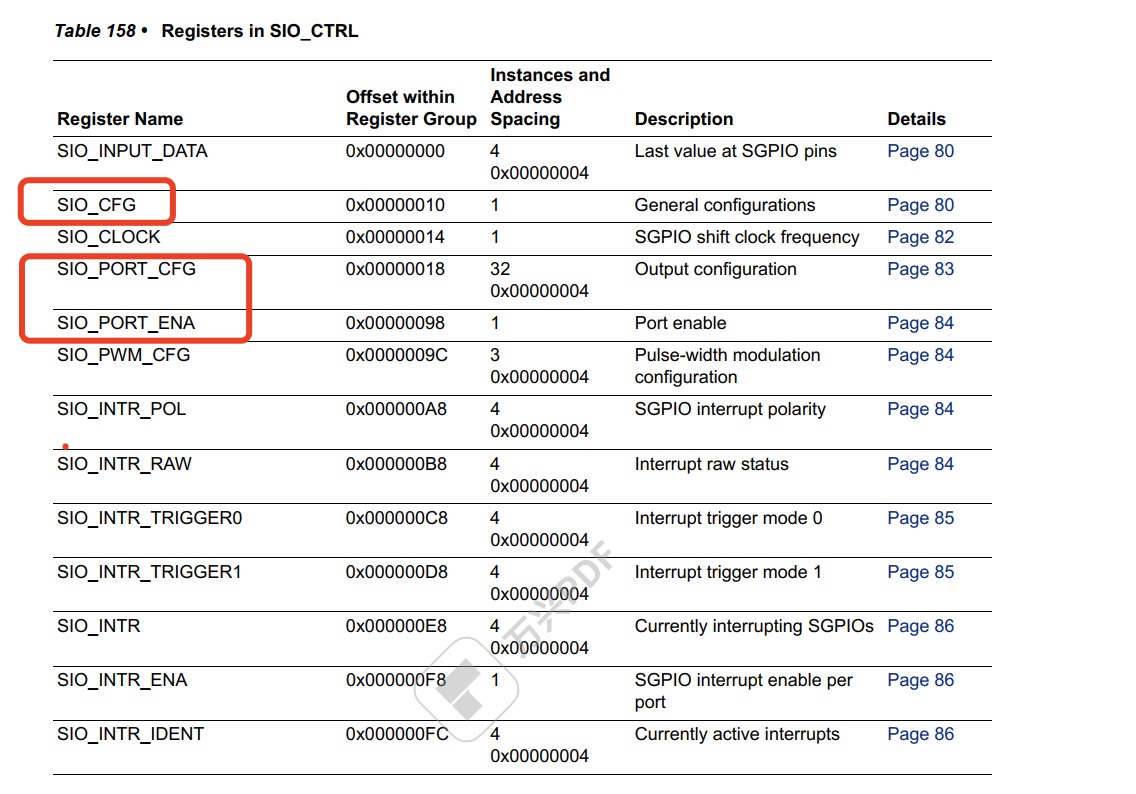 Table 158 • Registers in SIO_CTRL
Register Name Offset within Register Group Instances and Address Spacing Description Details
SIO_INPUT_DATA 0x00000000 4 Last value at SGPIO pins Page 80
0x00000004
SIO_CFG 0x00000010 1 General configurations Page 80
SIO_CLOCK 0x00000014 1 SGPIO shift clock frequency Page 82
SIO_PORT_CFG 0x00000018 32 Output configuration Page 83
0x00000004
SIO_PORT_ENA 0x00000098 1 Port enable Page 84
SIO_PWM_CFG 0x0000009C 3 Pulse-width modulation Page 84
0x00000004 configuration
SIO_INTR_POL 0x000000A8 4 SGPIO interrupt polarity Page 84
0x00000004
SIO_INTR_RAW 0x000000B8 4 Interrupt raw status Page 84
0x00000004
SIO_INTR_TRIGGER0 0x000000C8 4 Interrupt trigger mode 0 Page 85
0x00000004
SIO_INTR_TRIGGER1 0x000000D8 4 Interrupt trigger mode 1 Page 85
0x00000004
SIO_INTR 0x000000E8 4 Currently interrupting SGPIOs Page 86
0x00000004
SIO_INTR_ENA 0x000000F8 1 SGPIO interrupt enable per Page 86
port
SIO_INTR_IDENT 0x000000FC 4 Currently active interrupts Page 86
0x00000004
万兴PDF